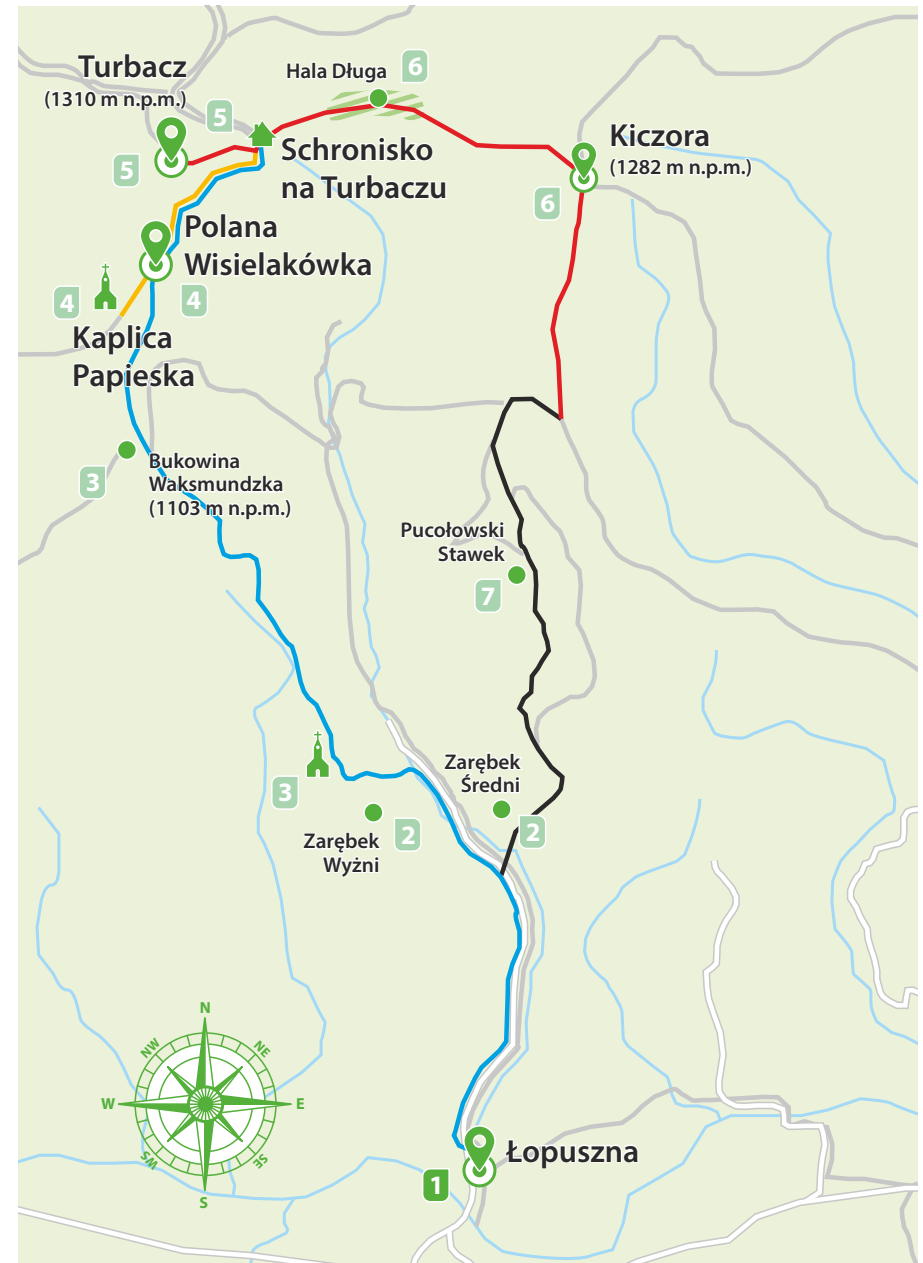 Turbacz
(1310 m n.p.m.)
5
5
Hala Długa
6
Schronisko
na Turbaczu
Kiczora
(1282 m n.p.m.)
6
Polana
Wisielakówka
4
4
Kaplica
Papieska
3
Bukowina
Waksmundzka
(1103 m n.p.m.)
Pucołowski
Stawek
7
3
Zarębek
Wyżni
2
Zarębek
Średni
2
N
NE
E
SE
S
SW
W
NW
1
Łopuszna